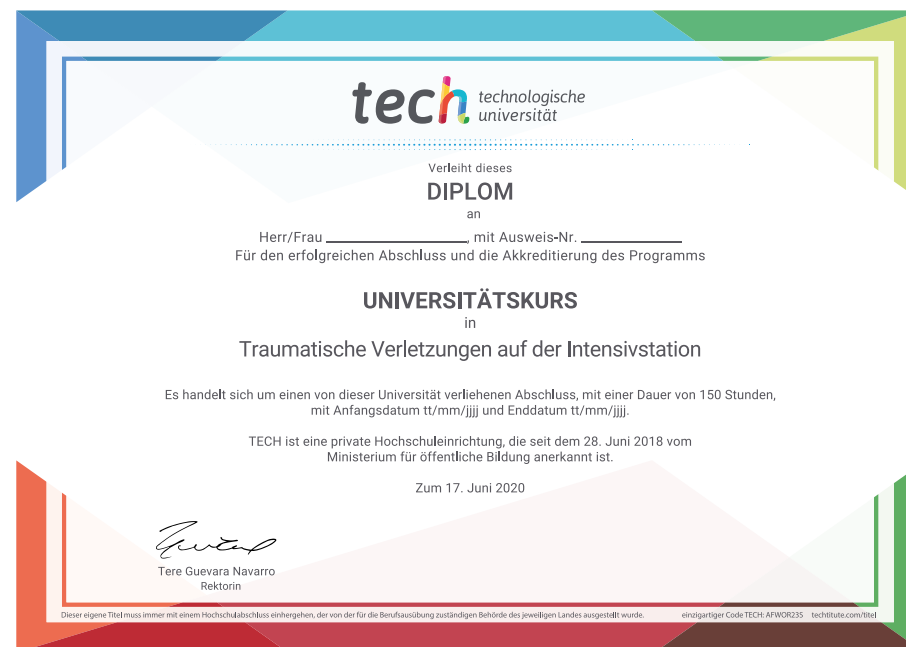 tech technologische
universität
Verleiht dieses
DIPLOM
an
Herr/Frau ____________________, mit Ausweis-Nr. ______________
Für den erfolgreichen Abschluss und die Akkreditierung des Programms
UNIVERSITÄTSKURS
in
Traumatische Verletzungen auf der Intensivstation
Es handelt sich um einen von dieser Universität verliehenen Abschluss, mit einer Dauer von 150 Stunden,
mit Anfangsdatum tt/mm/jjjj und Enddatum tt/mm/jjjj.
TECH ist eine private Hochschuleinrichtung, die seit dem 28. Juni 2018 vom
Ministerium für öffentliche Bildung anerkannt ist.
Zum 17. Juni 2020
Tere Guevara Navarro
Rektorin
Dieser eigene Titel muss immer mit einem Hochschulabschluss einhergehen, der von der für die Berufsausübung zuständigen Behörde des jeweiligen Landes ausgestellt wurde. einzigartiger Code TECH: AFWOR235 techtitute.com/titel